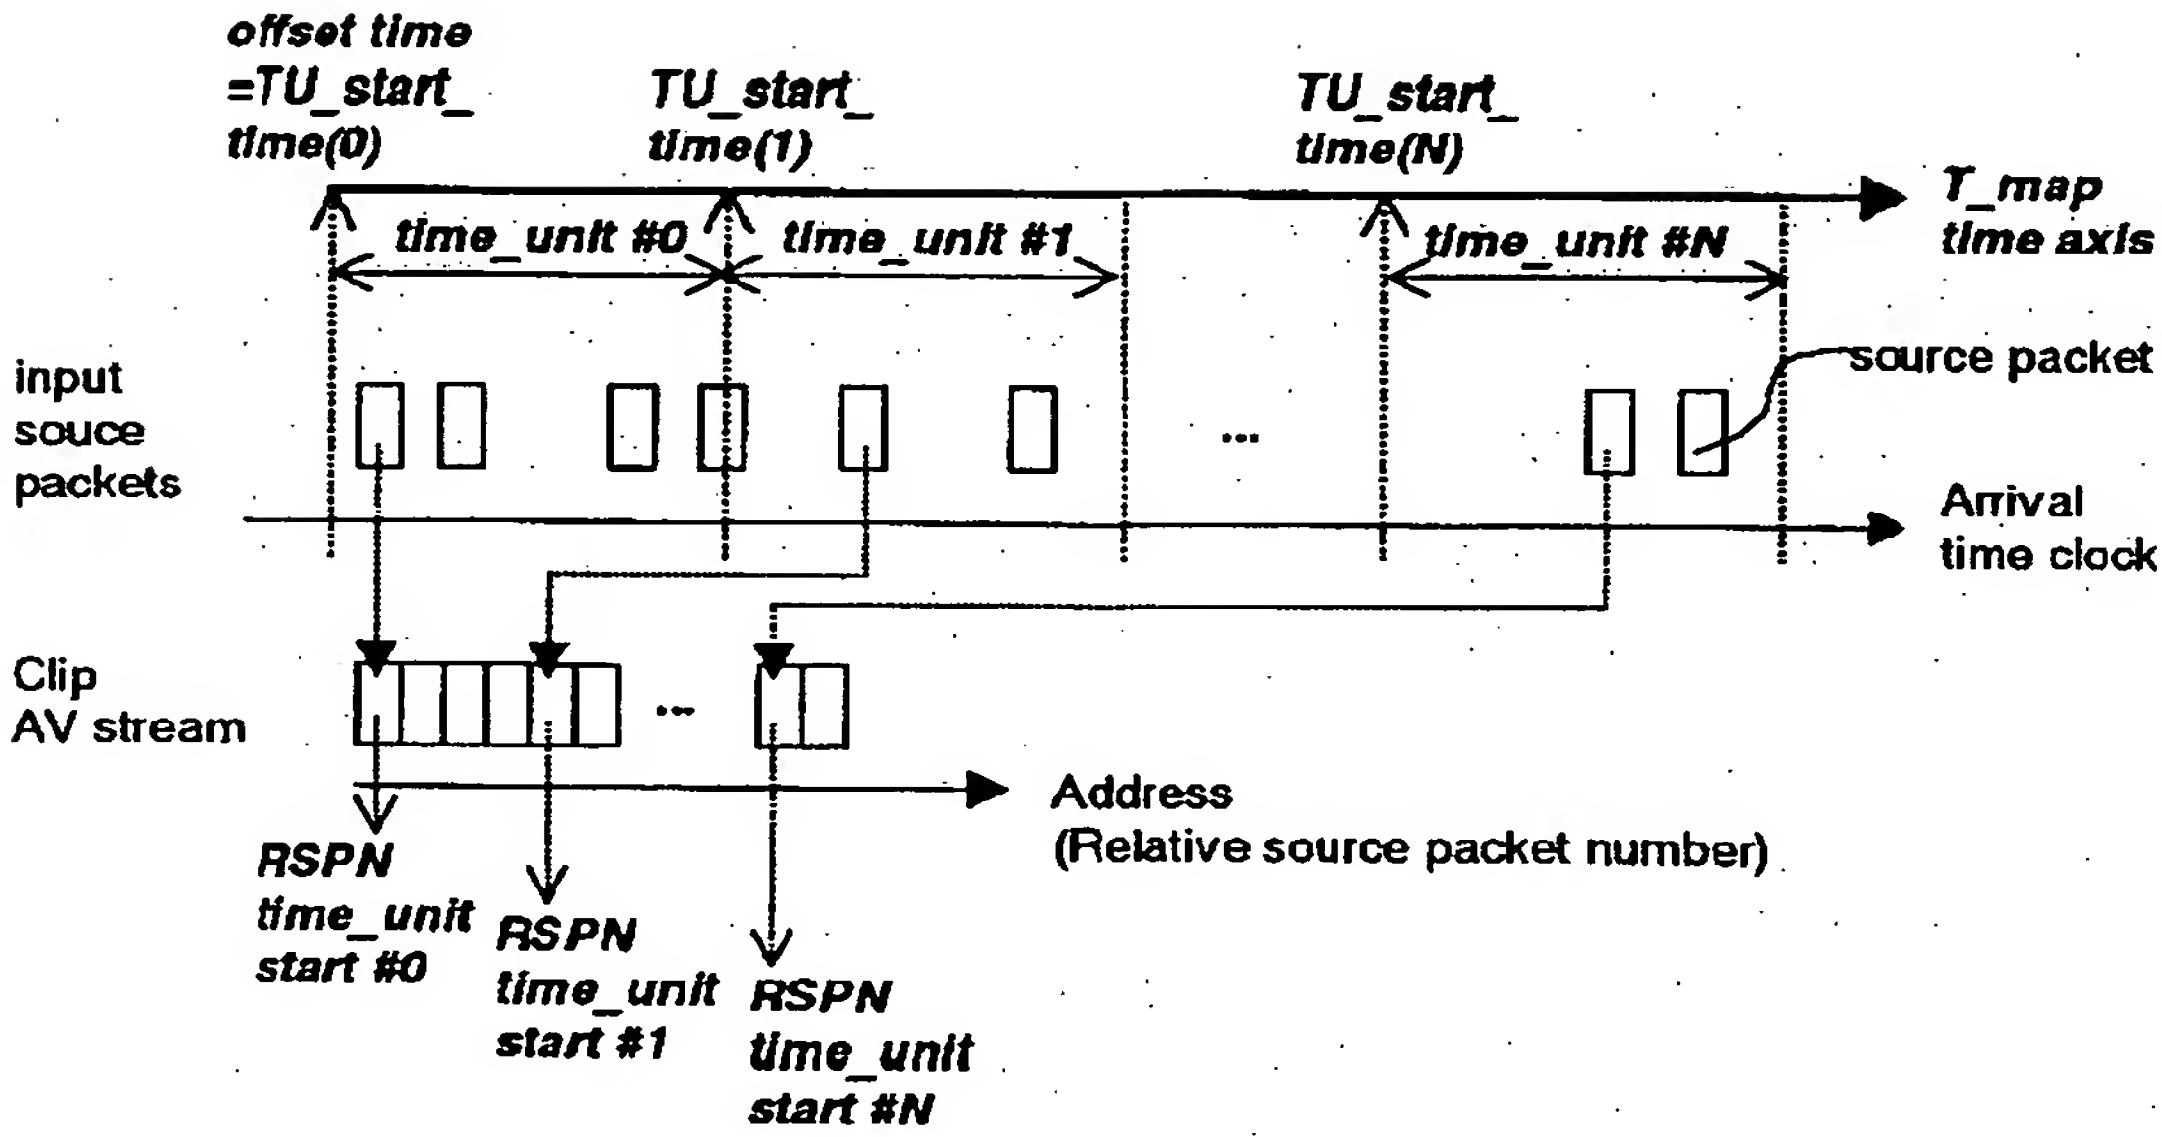 offset time
=TU_start_
time(0)
TU_start_
time(1)
TU_start_
time(N)
T_map
time axis
time_unit #0
time_unit #1
time_unit #N
source packet
input
souce
packets
...
Arrival
time clock
Clip
AV stream
...
Address
(Relative source packet number)
RSPN
time_unit
start #0
RSPN
time_unit
start #1
RSPN
time_unit
start #N